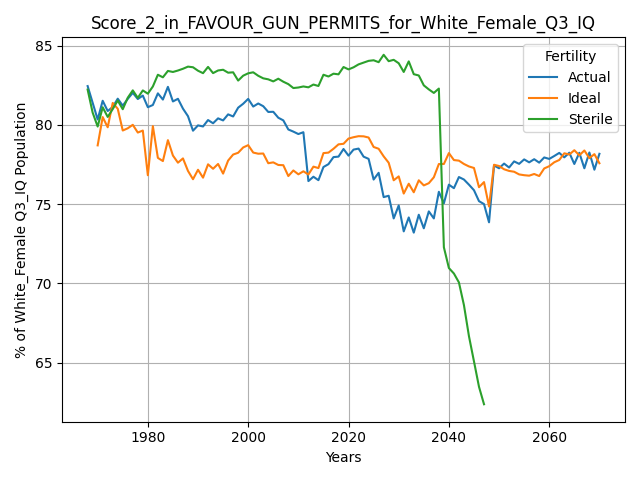 Score_2_in_FAVOUR_GUN_PERMITS_for_White_Female_Q3_IQ
Fertility
Actual
Ideal
Sterile
% of White_Female Q3_IQ Population
85
80
75
70
65
1980
2000
2020
2040
2060
Years